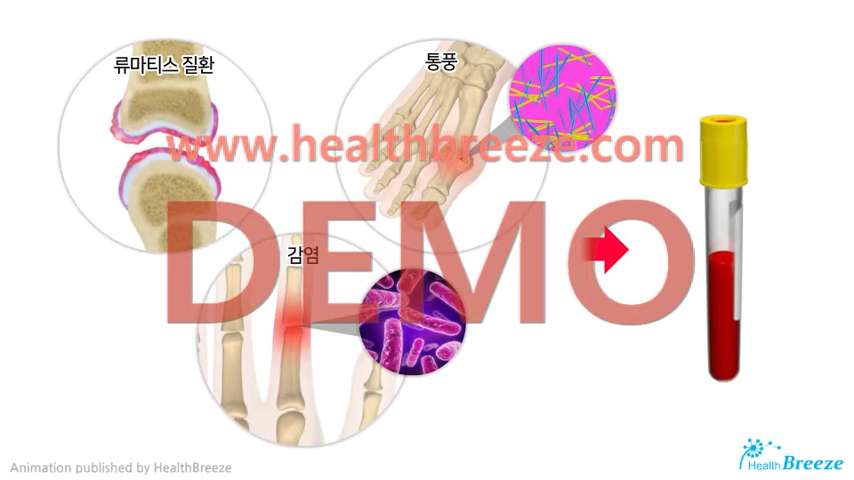 류마티스 질환
통풍
www.healthbreeze.com
DEMO
감염
Animation published by HealthBreeze
Health Breeze